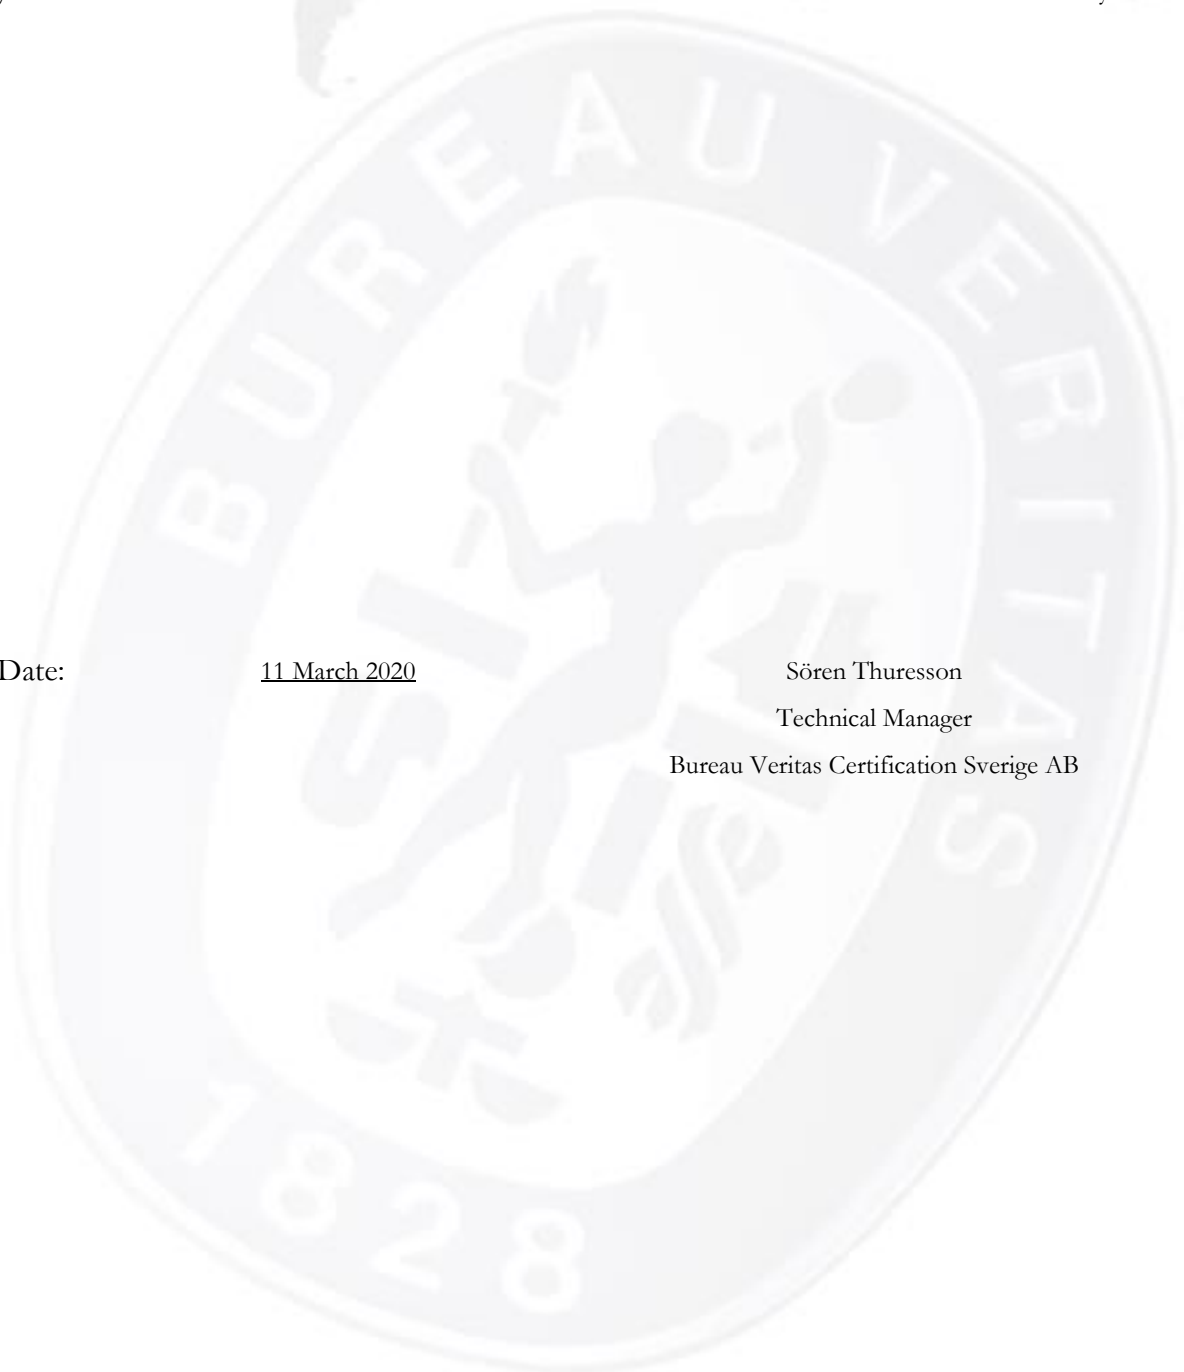 Date: 11 March 2020 Sören Thuresson
Technical Manager
Bureau Veritas Certification Sverige AB
BUREAU VERITAS
1828